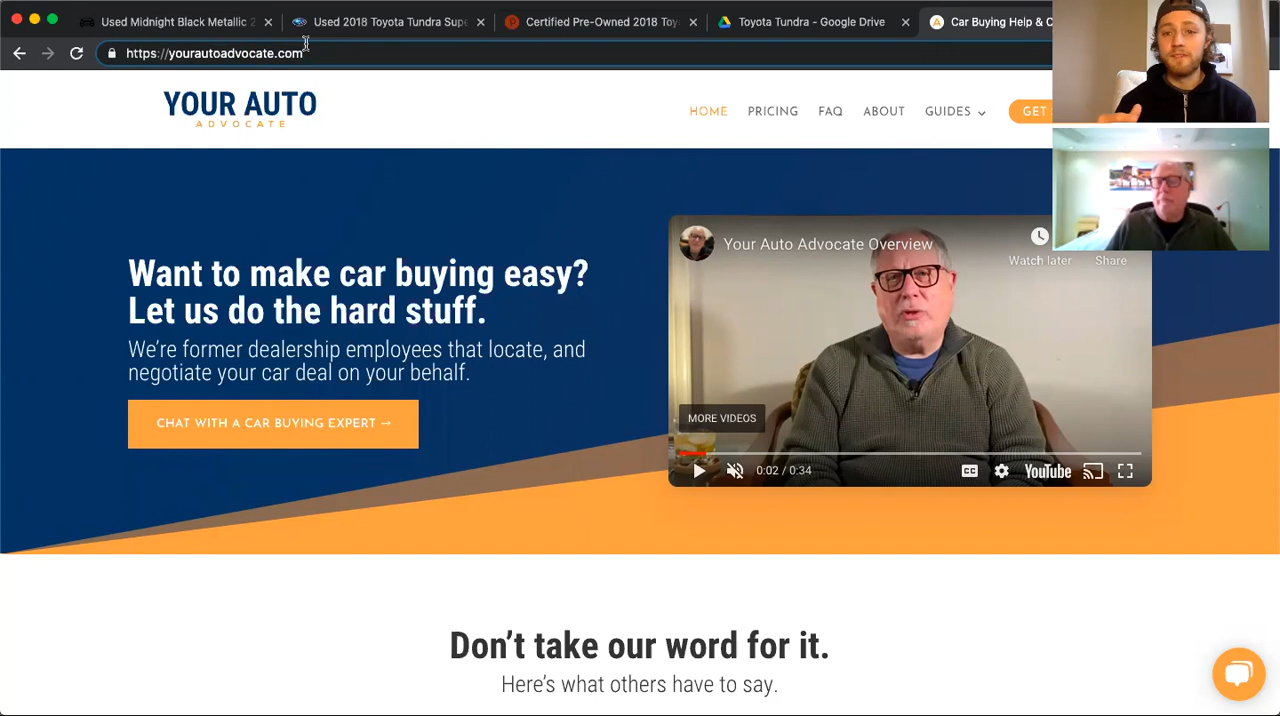 Used Midnight Black Metallic 2
Used 2018 Toyota Tundra Supe
Certified Pre-Owned 2018 Toyo
Toyota Tundra - Google Drive
Car Buying Help & C
https://yourautoadvocate.com
YOUR AUTO
ADVOCATE
HOME
PRICING
FAQ
ABOUT
GUIDES
GET
Want to make car buying easy?
Let us do the hard stuff.
We're former dealership employees that locate, and
negotiate your car deal on your behalf.
CHAT WITH A CAR BUYING EXPERT →
Your Auto Advocate Overview
Watch later
Share
MORE VIDEOS
0:02 / 0:34
CC
YouTube
Don't take our word for it.
Here's what others have to say.